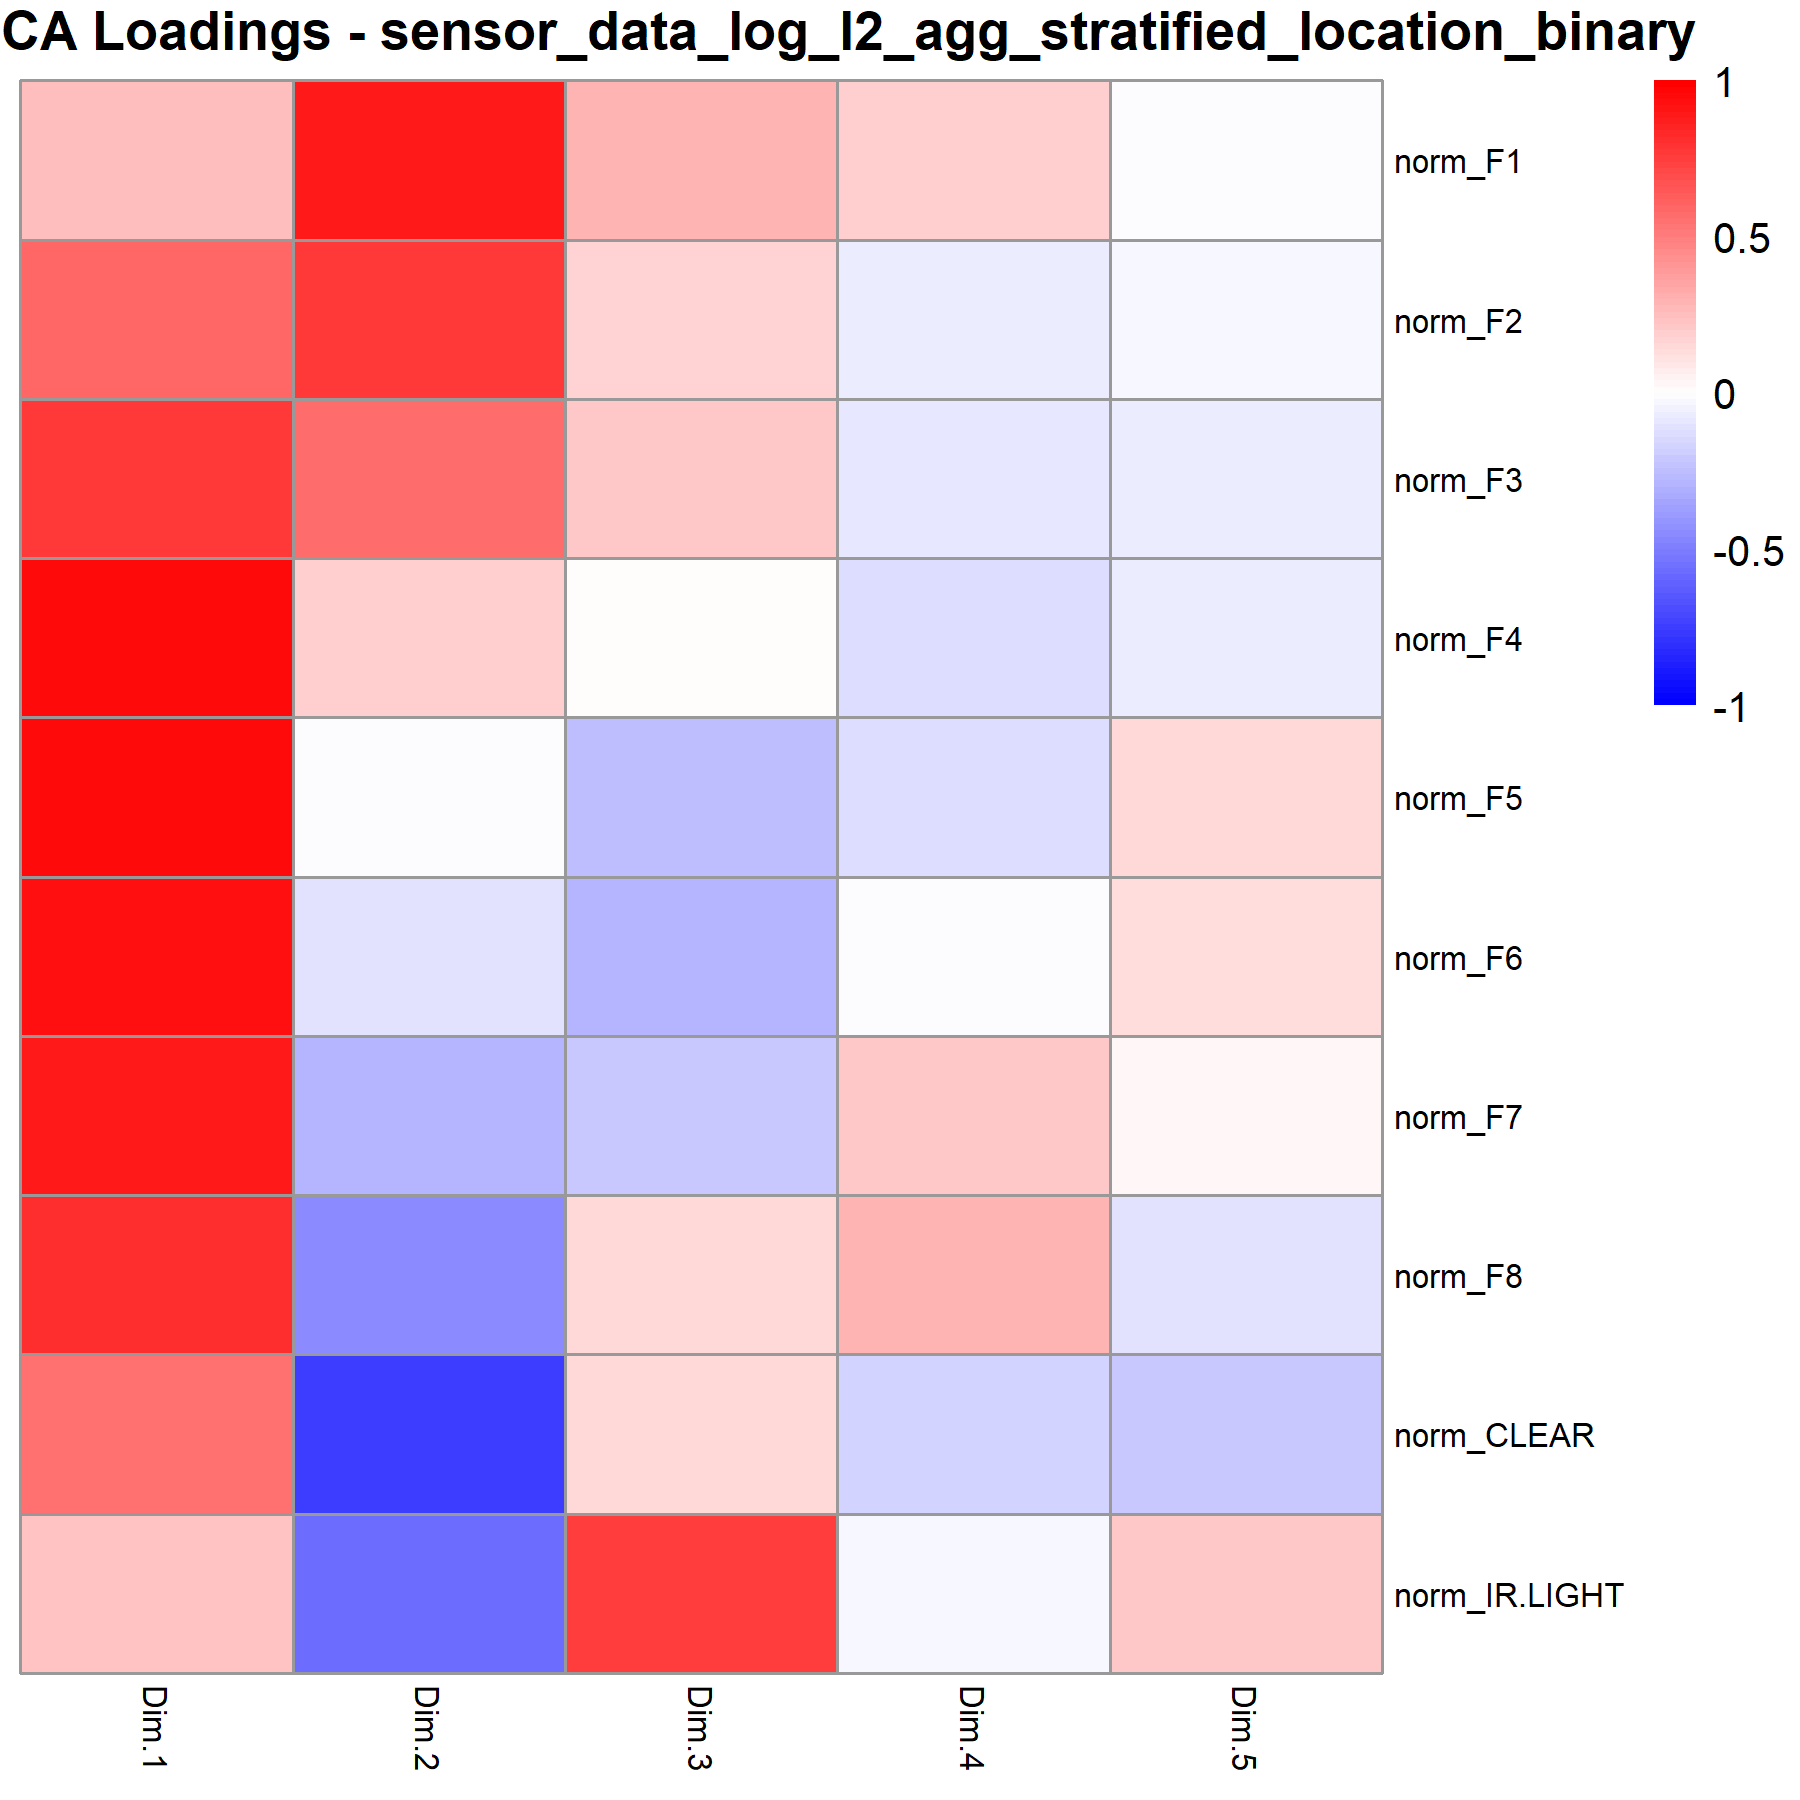 CA Loadings - sensor_data_log_l2_agg_stratified_location_binary
1
0.5
0
-0.5
-1
norm_F1
norm_F2
norm_F3
norm_F4
norm_F5
norm_F6
norm_F7
norm_F8
norm_CLEAR
norm_IR.LIGHT
Dim.1
Dim.2
Dim.3
Dim.4
Dim.5